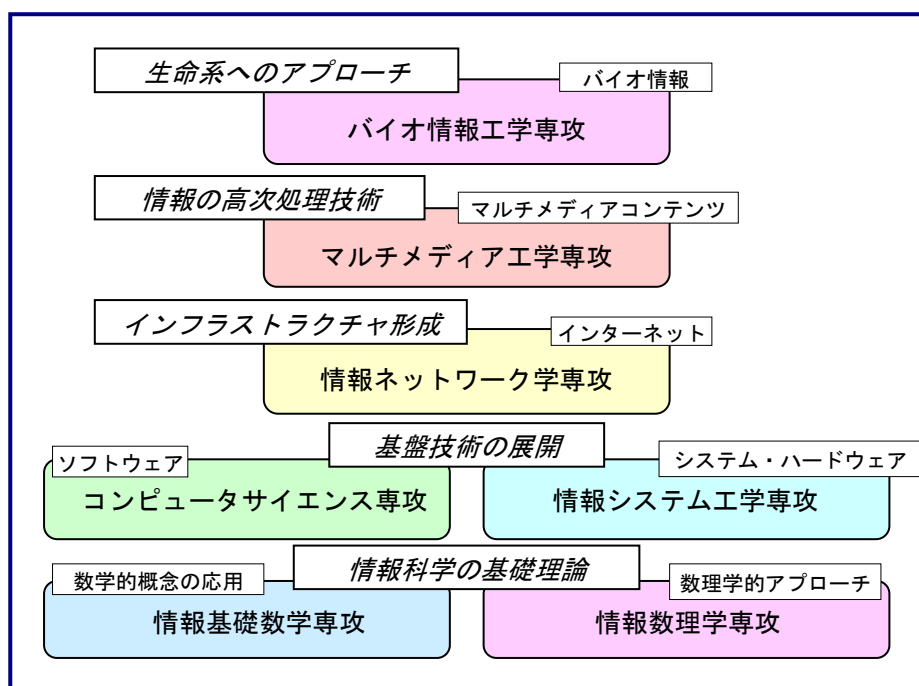 生命系へのアプローチ
バイオ情報
バイオ情報工学専攻
情報の高次処理技術
マルチメディアコンテンツ
マルチメディア工学専攻
インフラストラクチャ形成
インターネット
情報ネットワーク学専攻
基盤技術の展開
ソフトウェア
システム・ハードウェア
コンピュータサイエンス専攻
情報システム工学専攻
情報科学の基礎理論
数学的概念の応用
数理学的アプローチ
情報基礎数学専攻
情報数理学専攻